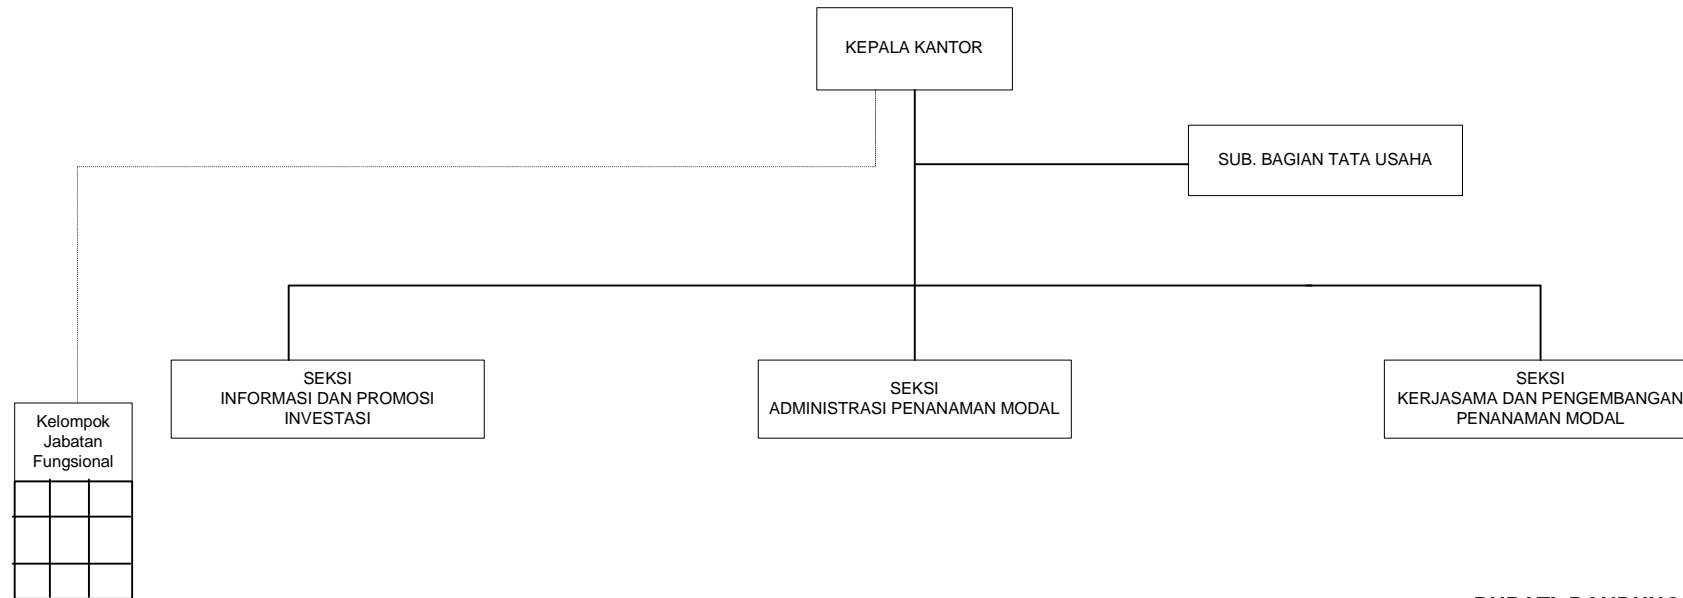 KEPALA KANTOR
SUB. BAGIAN TATA USAHA
SEKSI
INFORMASI DAN PROMOSI
INVESTASI
SEKSI
ADMINISTRASI PENANAMAN MODAL
SEKSI
KERJASAMA DAN PENGEMBANGAN
PENANAMAN MODAL
Kelompok
Jabatan
Fungsional